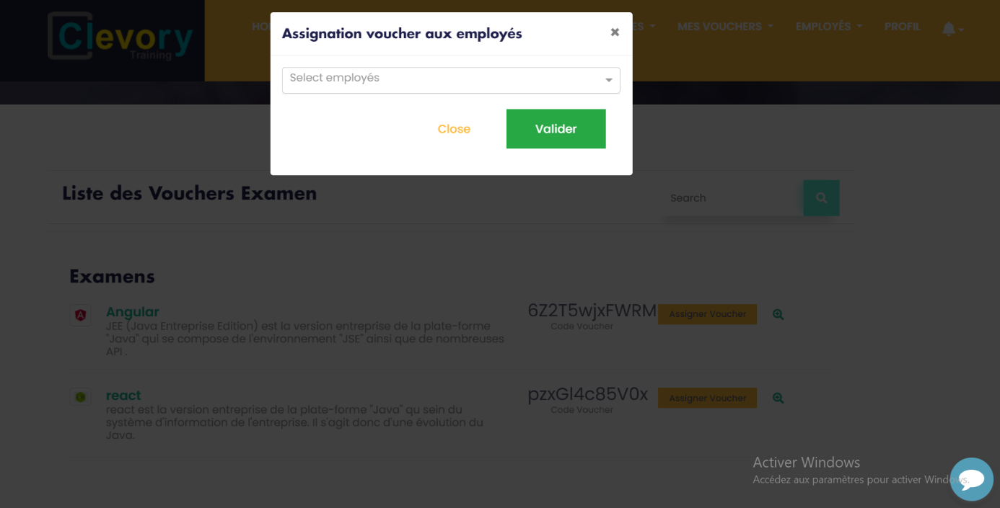 Clevory
Training
HO
ES
MES VOUCHERS
EMPLOYÉS
PROFIL
Assignation voucher aux employés
Select employés
Close
Valider
Liste des Vouchers Examen
Search
Examens
Angular
JEE (Java Entreprise Edition) est la version entreprise de la plate-forme
"Java" qui se compose de l'environnement "JSE" ainsi que de nombreuses
API .
6Z2T5wjxFWRM
Code Voucher
Assigner Voucher
react
react est la version entreprise de la plate-forme "Java" qu sein du
système d'information de l'entreprise. Il s'agit donc d'une évolution du
Java.
pzxGl4c85V0x
Code Voucher
Assigner Voucher
Activer Windows
Accédez aux paramètres pour activer Windows.